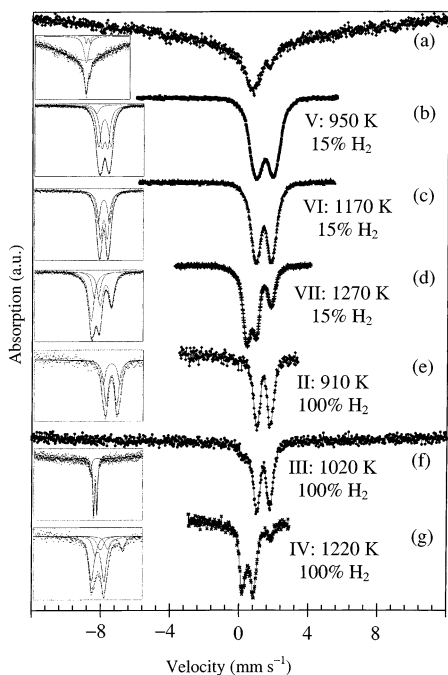 (a)
(b)
V: 950 K
15% H₂
(c)
VI: 1170 K
15% H₂
(d)
VII: 1270 K
15% H₂
(e)
II: 910 K
100% H₂
(f)
III: 1020 K
100% H₂
(g)
IV: 1220 K
100% H₂
Absorption (a.u.)
−8 −4 0 4 8
Velocity (mm s⁻¹)